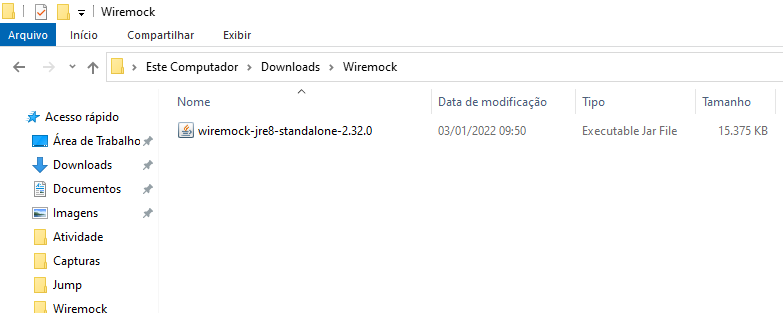 Wiremock
Arquivo Início Compartilhar Exibir
Este Computador Downloads Wiremock
Nome Data de modificação Tipo Tamanho
wiremock-jre8-standalone-2.32.0 03/01/2022 09:50 Executable Jar File 15.375 KB
Acesso rápido
Área de Trabalho
Downloads
Documentos
Imagens
Atividade
Capturas
Jump
Wiremock